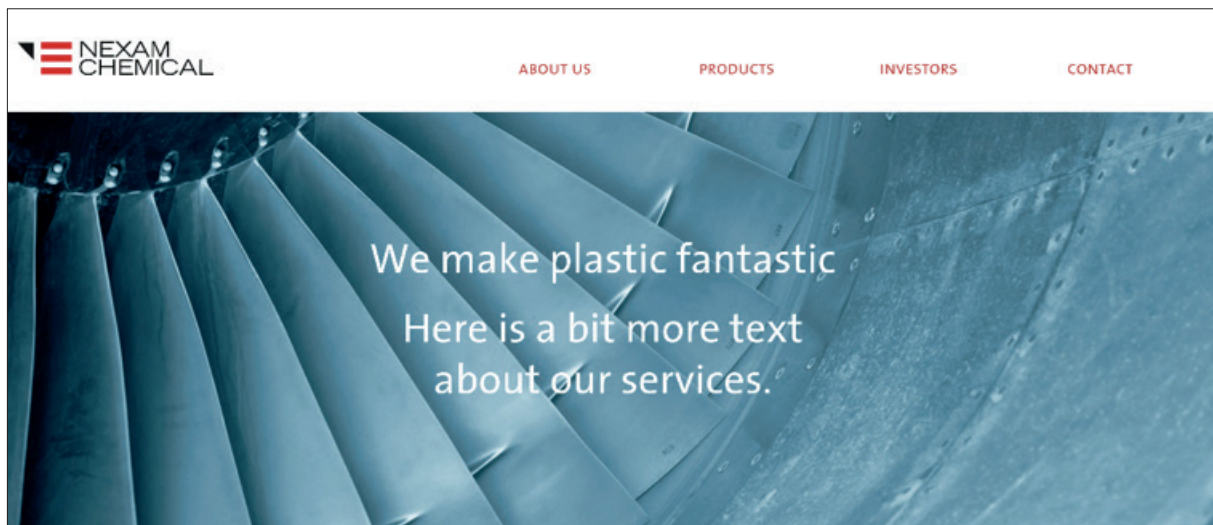 NEXAM
CHEMICAL
ABOUT US
PRODUCTS
INVESTORS
CONTACT
We make plastic fantastic
Here is a bit more text
about our services.